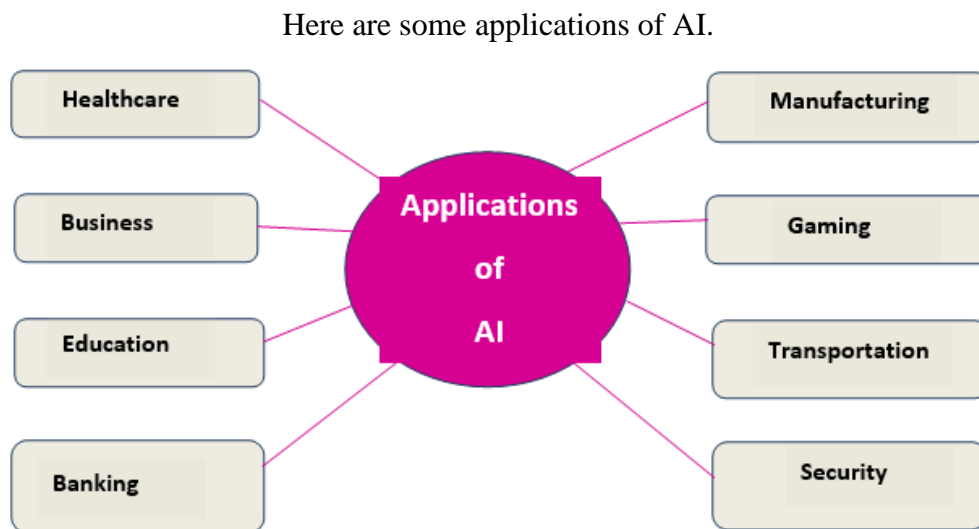 Here are some applications of AI.
Healthcare
Manufacturing
Applications
of
AI
Business
Gaming
Education
Transportation
Banking
Security